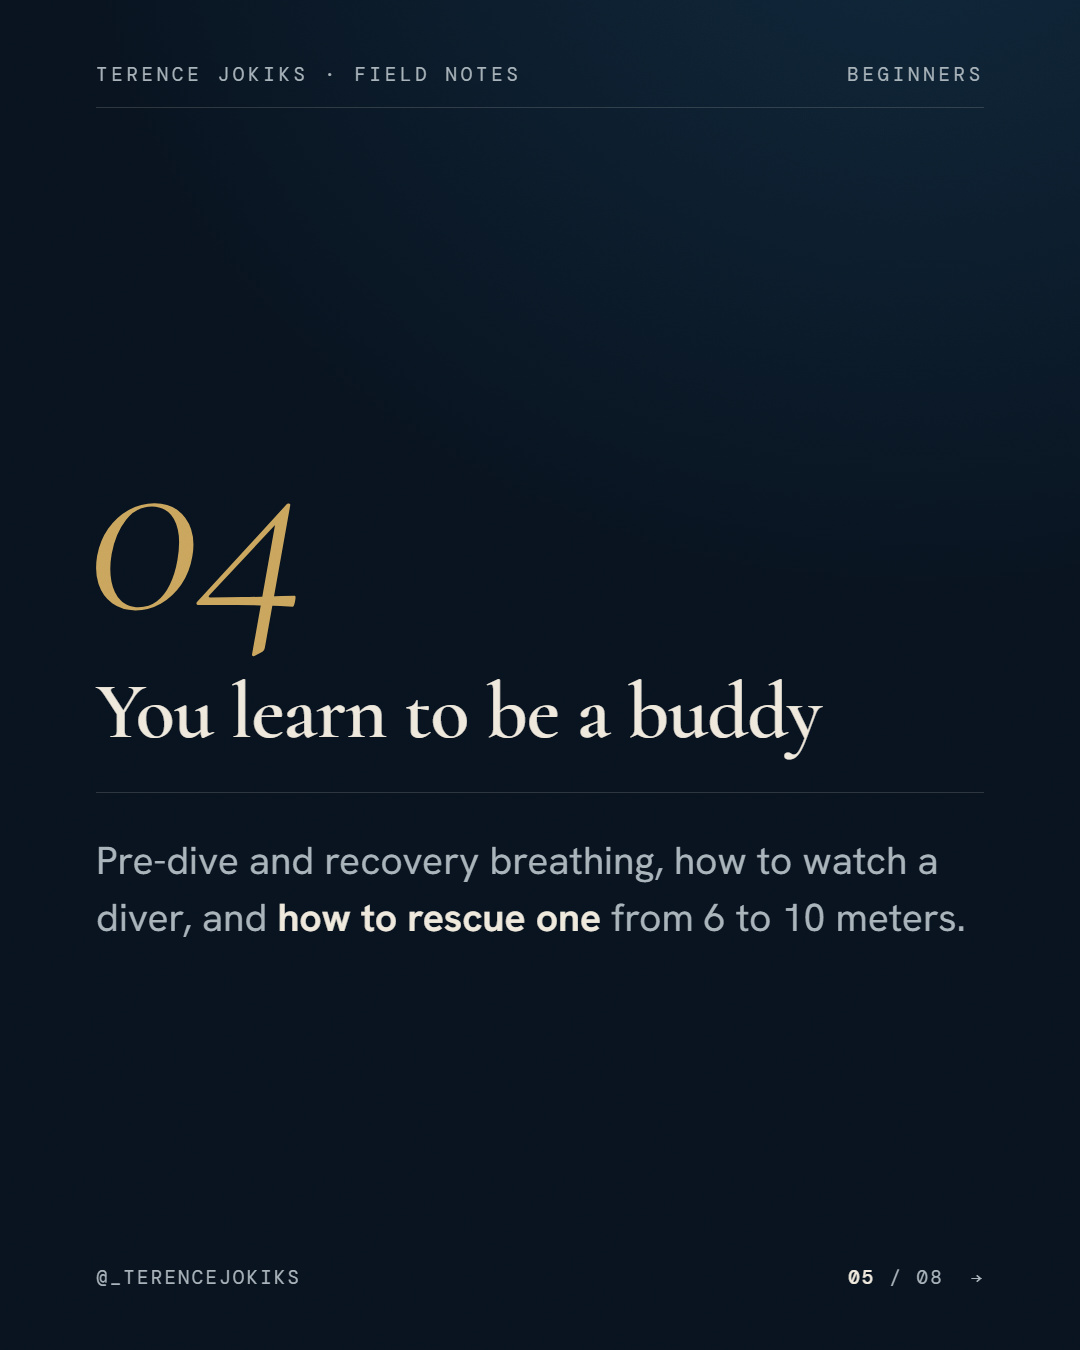 TERENCE JOKIKS · FIELD NOTES
BEGINNERS
04
You learn to be a buddy
Pre-dive and recovery breathing, how to watch a
diver, and how to rescue one from 6 to 10 meters.
@_TERENCEJOKIKS
05 / 08 →